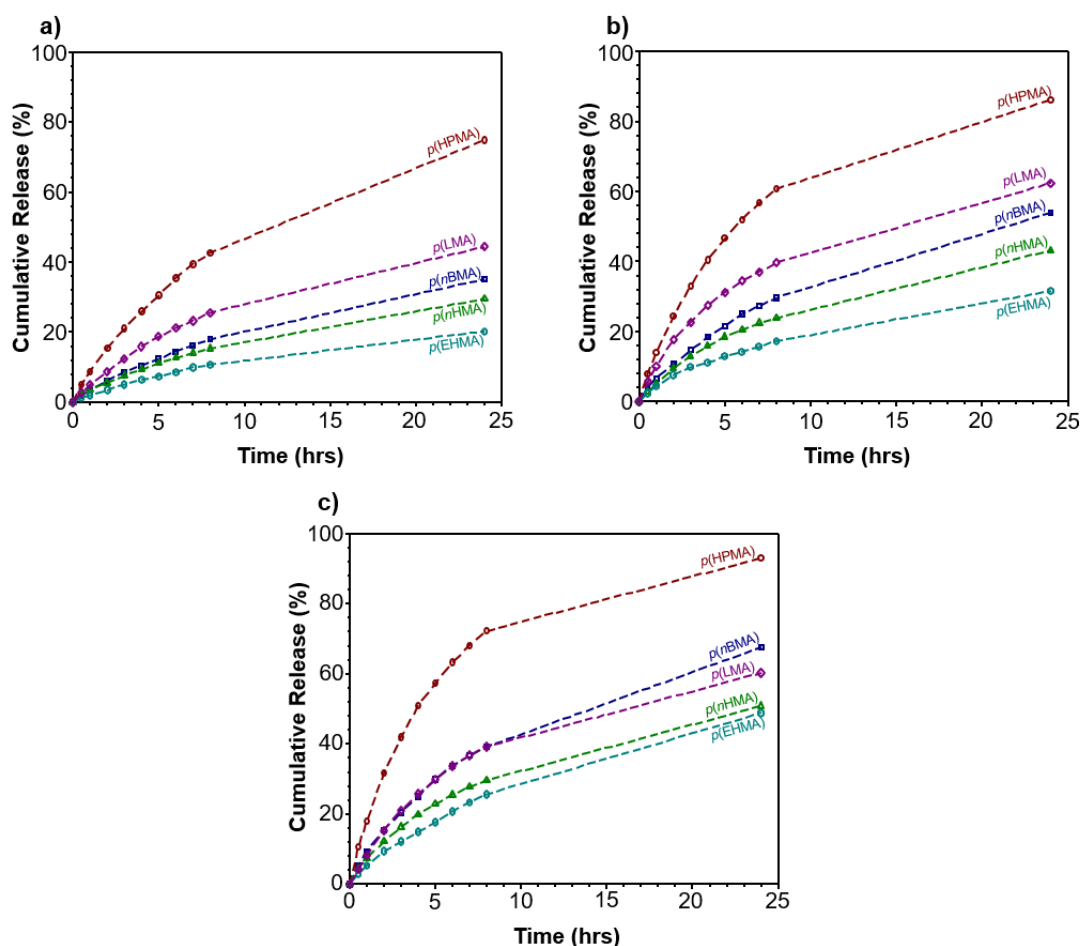 a)
Cumulative Release (%)
100
80
60
40
20
0
p(HPMA)
p(LMA)
p(nBMA)
p(nHMA)
p(EHMA)
0 5 10 15 20 25
Time (hrs)
b)
Cumulative Release (%)
100
80
60
40
20
0
p(HPMA)
p(LMA)
p(nBMA)
p(nHMA)
p(EHMA)
0 5 10 15 20 25
Time (hrs)
c)
Cumulative Release (%)
100
80
60
40
20
0
p(HPMA)
p(nBMA)
p(LMA)
p(nHMA)
p(EHMA)
0 5 10 15 20 25
Time (hrs)